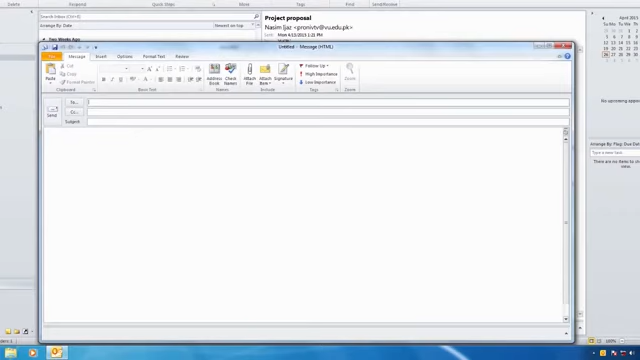 Delete
Respond
Quick Steps
Move
Tags
Find
Send/Receive
Search Inbox (Ctrl+E)
Arrange By: Date
Newest on top
Two Weeks Ago
Project proposal
Nasim Ijaz <pronivtv@vu.edu.pk>
Sent: Mon 4/13/2015 1:21 PM
April 2015
No upcoming appo
Arrange By: Flag: Due Date
Type a new task
There are no items to sh
view.
Untitled - Message (HTML)
File
Message
Insert
Options
Format Text
Review
Paste
Cut
Copy
Format Painter
Clipboard
Basic Text
Address Book
Check Names
Names
Attach File
Attach Item
Signature
Include
Follow Up
High Importance
Low Importance
Tags
Zoom
Zoom
Send
To...
Cc...
Subject:
100%